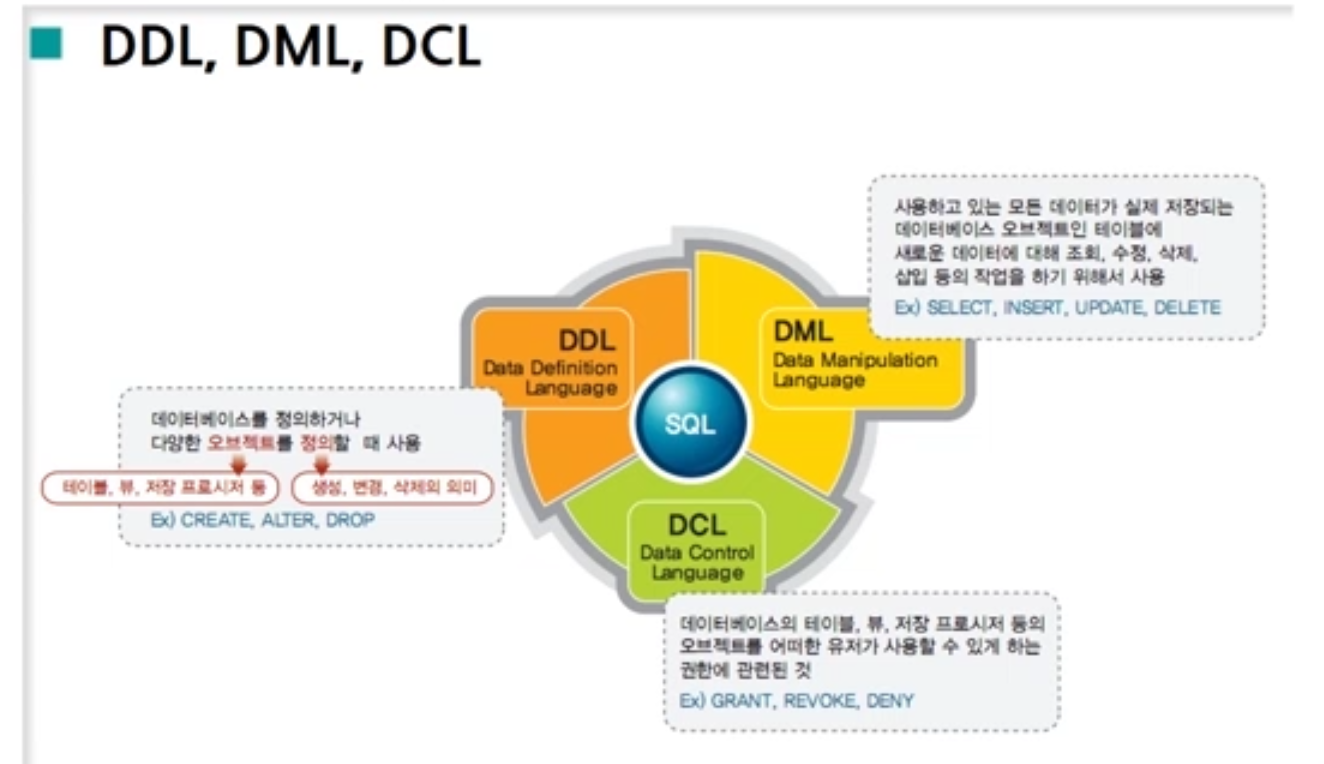 DDL, DML, DCL
사용하고 있는 모든 데이터가 실제 저장되는
데이터베이스 오브젝트인 테이블에
새로운 데이터에 대해 조회, 수정, 삭제,
삽입 등의 작업을 하기 위해서 사용
Ex) SELECT, INSERT, UPDATE, DELETE
DDL
Data Definition
Language
DML
Data Manipulation
Language
SQL
데이터베이스를 정의하거나
다양한 오브젝트를 정의할 때 사용
테이블, 뷰, 저장 프로시저 등
생성, 변경, 삭제의 의미
Ex) CREATE, ALTER, DROP
DCL
Data Control
Language
데이터베이스의 테이블, 뷰, 저장 프로시저 등의
오브젝트를 어떠한 유저가 사용할 수 있게 하는
권한에 관련된 것
Ex) GRANT, REVOKE, DENY